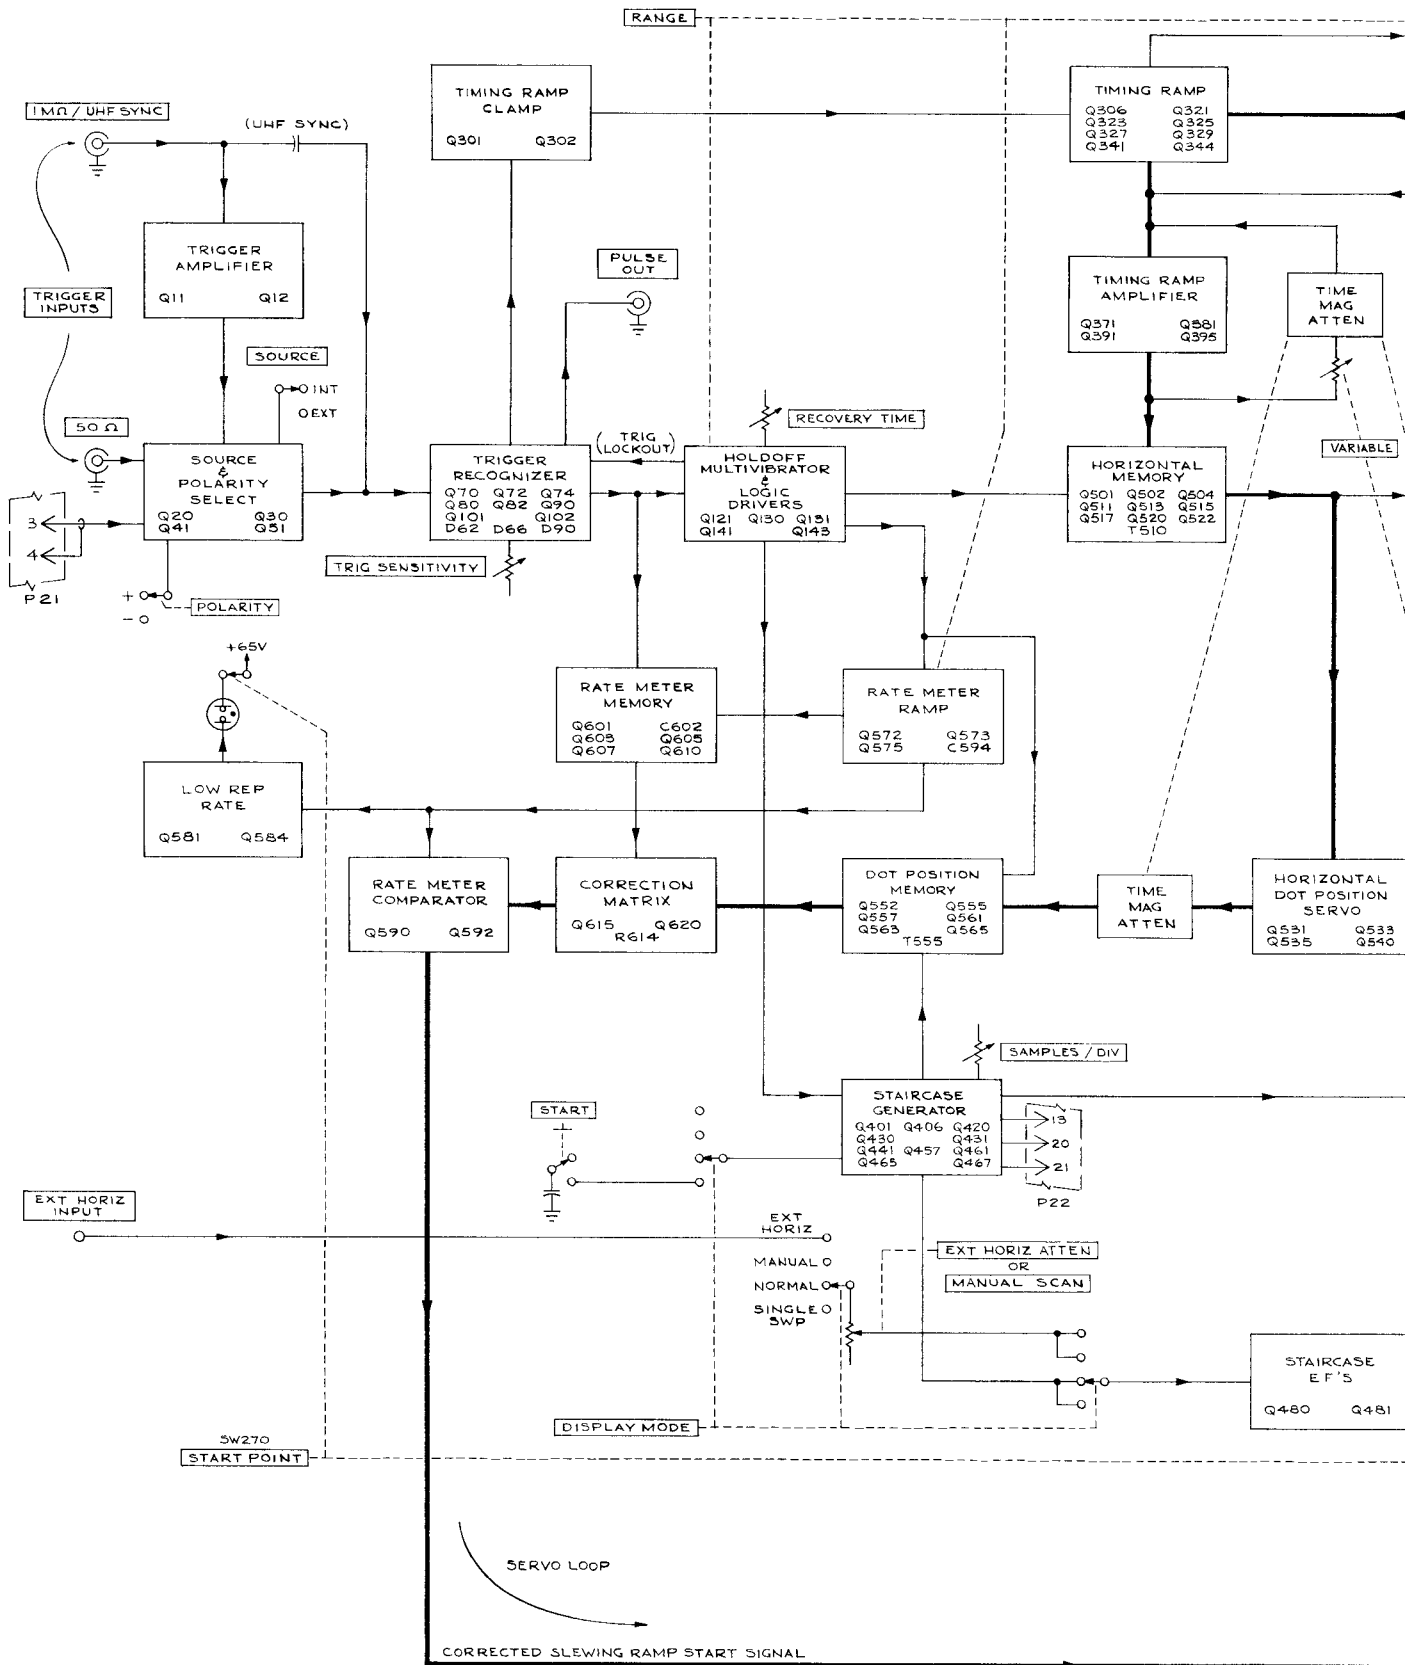 RANGE
TIMING RAMP
CLAMP
Q301 Q302
TIMING RAMP
Q306 Q321
Q323 Q325
Q327 Q329
Q341 Q344
1MΩ / UHF SYNC
(UHF SYNC)
TRIGGER
AMPLIFIER
Q11 Q12
TRIGGER
INPUTS
PULSE
OUT
TIMING RAMP
AMPLIFIER
Q371 Q381
Q391 Q395
TIME
MAG
ATTEN
SOURCE
INT
EXT
50 Ω
SOURCE
&
POLARITY
SELECT
Q20 Q30
Q41 Q51
3
4
P21
+
-
POLARITY
TRIGGER
RECOGNIZER
Q70 Q72 Q74
Q80 Q82 Q90
Q101 Q102
D62 D66 D90
TRIG SENSITIVITY
(TRIG
LOCKOUT)
RECOVERY TIME
HOLDOFF
MULTIVIBRATOR
&
LOGIC
DRIVERS
Q121 Q130 Q131
Q141 Q143
HORIZONTAL
MEMORY
Q501 Q502 Q504
Q511 Q513 Q515
Q517 Q520 Q522
T510
VARIABLE
+65V
LOW REP
RATE
Q581 Q584
RATE METER
MEMORY
Q601 C602
Q603 Q605
Q607 Q610
RATE METER
RAMP
Q572 Q573
Q575 C594
RATE METER
COMPARATOR
Q590 Q592
CORRECTION
MATRIX
Q615 Q620
R614
DOT POSITION
MEMORY
Q552 Q555
Q557 Q561
Q563 Q565
T555
TIME
MAG
ATTEN
HORIZONTAL
DOT POSITION
SERVO
Q531 Q533
Q535 Q540
SAMPLES / DIV
STAIRCASE
GENERATOR
Q401 Q406 Q420
Q430 Q431
Q441 Q457 Q461
Q465 Q467
13
20
21
P22
START
EXT HORIZ
INPUT
EXT
HORIZ
MANUAL
NORMAL
SINGLE
SWP
EXT HORIZ ATTEN
OR
MANUAL SCAN
STAIRCASE
EF'S
Q480 Q481
DISPLAY MODE
SW270
START POINT
SERVO LOOP
CORRECTED SLEWING RAMP START SIGNAL